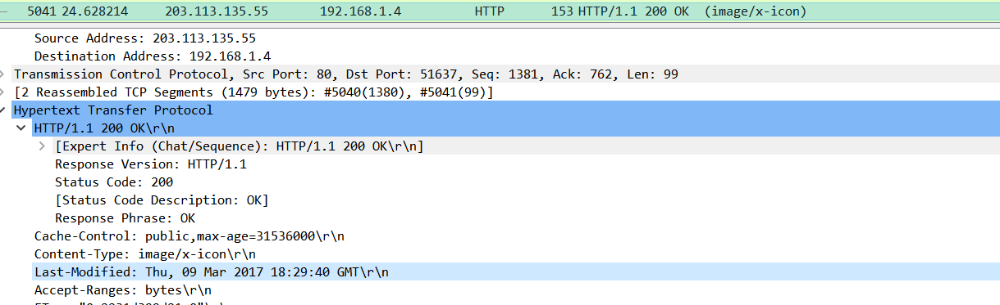 5041 24.628214 203.113.135.55 192.168.1.4 HTTP 153 HTTP/1.1 200 OK (image/x-icon)
Source Address: 203.113.135.55
Destination Address: 192.168.1.4
Transmission Control Protocol, Src Port: 80, Dst Port: 51637, Seq: 1381, Ack: 762, Len: 99
[2 Reassembled TCP Segments (1479 bytes): #5040(1380), #5041(99)]
Hypertext Transfer Protocol
HTTP/1.1 200 OK\r\n
[Expert Info (Chat/Sequence): HTTP/1.1 200 OK\r\n]
Response Version: HTTP/1.1
Status Code: 200
[Status Code Description: OK]
Response Phrase: OK
Cache-Control: public,max-age=31536000\r\n
Content-Type: image/x-icon\r\n
Last-Modified: Thu, 09 Mar 2017 18:29:40 GMT\r\n
Accept-Ranges: bytes\r\n